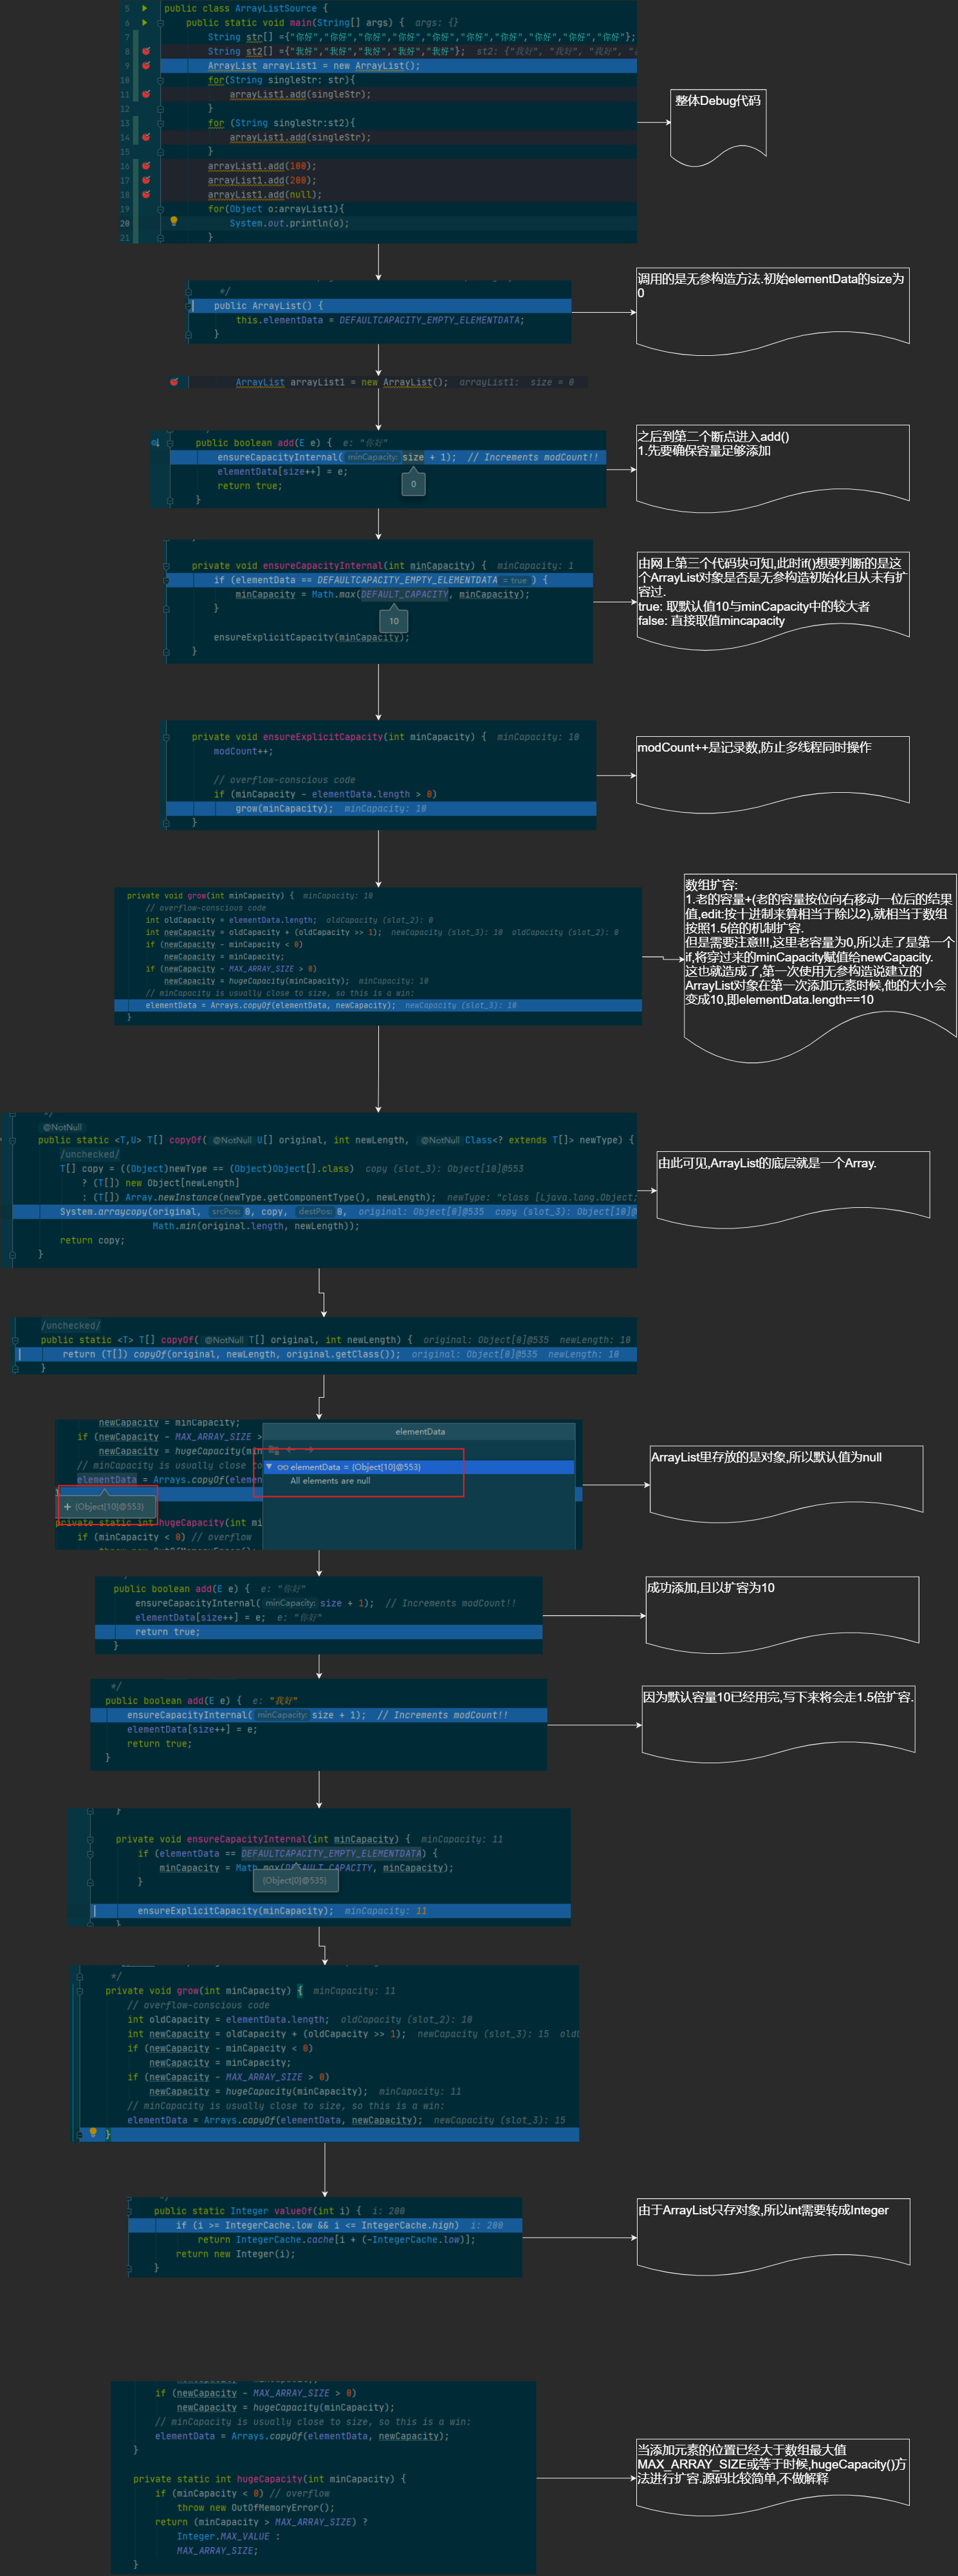 5 public class ArrayListSource {
6 public static void main(String[] args) { args: {}
7 String str[] ={"你好","你好","你好","你好","你好","你好","你好","你好","你好","你好"};
8 String st2[] ={"我好","我好","我好","我好","我好"}; st2: {"我好", "我好", "我好",
9 ArrayList arrayList1 = new ArrayList();
10 for(String singleStr: str){
11 arrayList1.add(singleStr);
12 }
13 for (String singleStr:st2){
14 arrayList1.add(singleStr);
15 }
16 arrayList1.add(100);
17 arrayList1.add(200);
18 arrayList1.add(null);
19 for(Object o:arrayList1){
20 System.out.println(o);
21 }
整体Debug代码
*/
public ArrayList() {
this.elementData = DEFAULTCAPACITY_EMPTY_ELEMENTDATA;
}
调用的是无参构造方法.初始elementData的size为
0
ArrayList arrayList1 = new ArrayList(); arrayList1: size = 0
public boolean add(E e) { e: "你好"
ensureCapacityInternal( minCapacity: size + 1); // Increments modCount!!
elementData[size++] = e;
return true;
}
0
之后到第二个断点进入add()
1.先要确保容量足够添加
private void ensureCapacityInternal(int minCapacity) { minCapacity: 1
if (elementData == DEFAULTCAPACITY_EMPTY_ELEMENTDATA = true ) {
minCapacity = Math.max(DEFAULT_CAPACITY, minCapacity);
}
10
ensureExplicitCapacity(minCapacity);
}
由网上第三个代码块可知,此时if()想要判断的是这
个ArrayList对象是否是无参构造初始化且从未有扩
容过.
true: 取默认值10与minCapacity中的较大者
false: 直接取值mincapacity
private void ensureExplicitCapacity(int minCapacity) { minCapacity: 10
modCount++;
// overflow-conscious code
if (minCapacity - elementData.length > 0)
grow(minCapacity); minCapacity: 10
}
modCount++是记录数,防止多线程同时操作
private void grow(int minCapacity) { minCapacity: 10
// overflow-conscious code
int oldCapacity = elementData.length; oldCapacity (slot_2): 0
int newCapacity = oldCapacity + (oldCapacity >> 1); newCapacity (slot_3): 10 oldCapacity (slot_2): 0
if (newCapacity - minCapacity < 0)
newCapacity = minCapacity;
if (newCapacity - MAX_ARRAY_SIZE > 0)
newCapacity = hugeCapacity(minCapacity); minCapacity: 10
// minCapacity is usually close to size, so this is a win:
elementData = Arrays.copyOf(elementData, newCapacity); newCapacity (slot_3): 10
}
数组扩容:
1.老的容量+(老的容量按位向右移动一位后的结果
值,edit:按十进制来算相当于除以2),就相当于数组
按照1.5倍的机制扩容.
但是需要注意!!!,这里老容量为0,所以走了是第一个
if,将穿过来的minCapacity赋值给newCapacity.
这也就造成了,第一次使用无参构造说建立的
ArrayList对象在第一次添加元素时候,他的大小会
变成10,即elementData.length==10
*/
@NotNull
public static <T,U> T[] copyOf( @NotNull U[] original, int newLength, @NotNull Class<? extends T[]> newType) {
/unchecked/
T[] copy = ((Object)newType == (Object)Object[].class) copy (slot_3): Object[10]@553
? (T[]) new Object[newLength]
: (T[]) Array.newInstance(newType.getComponentType(), newLength); newType: "class [Ljava.lang.Object;
System.arraycopy(original, srcPos: 0, copy, destPos: 0, original: Object[0]@535 copy (slot_3): Object[10]@
Math.min(original.length, newLength));
return copy;
}
由此可见,ArrayList的底层就是一个Array.
/unchecked/
public static <T> T[] copyOf( @NotNull T[] original, int newLength) { original: Object[0]@535 newLength: 10
return (T[]) copyOf(original, newLength, original.getClass()); original: Object[0]@535 newLength: 10
}
newCapacity = minCapacity;
if (newCapacity - MAX_ARRAY_SIZE >
newCapacity = hugeCapacity(min
// minCapacity is usually close to
elementData = Arrays.copyOf(elemen
}
{Object[10]@553}
private static int hugeCapacity(int mi
if (minCapacity < 0) // overflow
throw new OutOfMemoryError();
elementData
elementData = {Object[10]@553}
All elements are null
ArrayList里存放的是对象,所以默认值为null
public boolean add(E e) { e: "你好"
ensureCapacityInternal( minCapacity: size + 1); // Increments modCount!!
elementData[size++] = e; e: "你好"
return true;
}
成功添加,且以扩容为10
*/
public boolean add(E e) { e: "我好"
ensureCapacityInternal( minCapacity: size + 1); // Increments modCount!!
elementData[size++] = e;
return true;
}
因为默认容量10已经用完,写下来将会走1.5倍扩容.
}
private void ensureCapacityInternal(int minCapacity) { minCapacity: 11
if (elementData == DEFAULTCAPACITY_EMPTY_ELEMENTDATA) {
minCapacity = Math.max(DEFAULT_CAPACITY, minCapacity);
}
{Object[0]@535}
ensureExplicitCapacity(minCapacity); minCapacity: 11
}
*/
private void grow(int minCapacity) { minCapacity: 11
// overflow-conscious code
int oldCapacity = elementData.length; oldCapacity (slot_2): 10
int newCapacity = oldCapacity + (oldCapacity >> 1); newCapacity (slot_3): 15
if (newCapacity - minCapacity < 0)
newCapacity = minCapacity;
if (newCapacity - MAX_ARRAY_SIZE > 0)
newCapacity = hugeCapacity(minCapacity); minCapacity: 11
// minCapacity is usually close to size, so this is a win:
elementData = Arrays.copyOf(elementData, newCapacity); newCapacity (slot_3): 15
}
*/
public static Integer valueOf(int i) { i: 200
if (i >= IntegerCache.low && i <= IntegerCache.high) i: 200
return IntegerCache.cache[i + (-IntegerCache.low)];
return new Integer(i);
}
由于ArrayList只存对象,所以int需要转成Integer
if (newCapacity - MAX_ARRAY_SIZE > 0)
newCapacity = hugeCapacity(minCapacity);
// minCapacity is usually close to size, so this is a win:
elementData = Arrays.copyOf(elementData, newCapacity);
}
private static int hugeCapacity(int minCapacity) {
if (minCapacity < 0) // overflow
throw new OutOfMemoryError();
return (minCapacity > MAX_ARRAY_SIZE) ?
Integer.MAX_VALUE :
MAX_ARRAY_SIZE;
}
当添加元素的位置已经大于数组最大值
MAX_ARRAY_SIZE或等于时候,hugeCapacity()方
法进行扩容.源码比较简单,不做解释